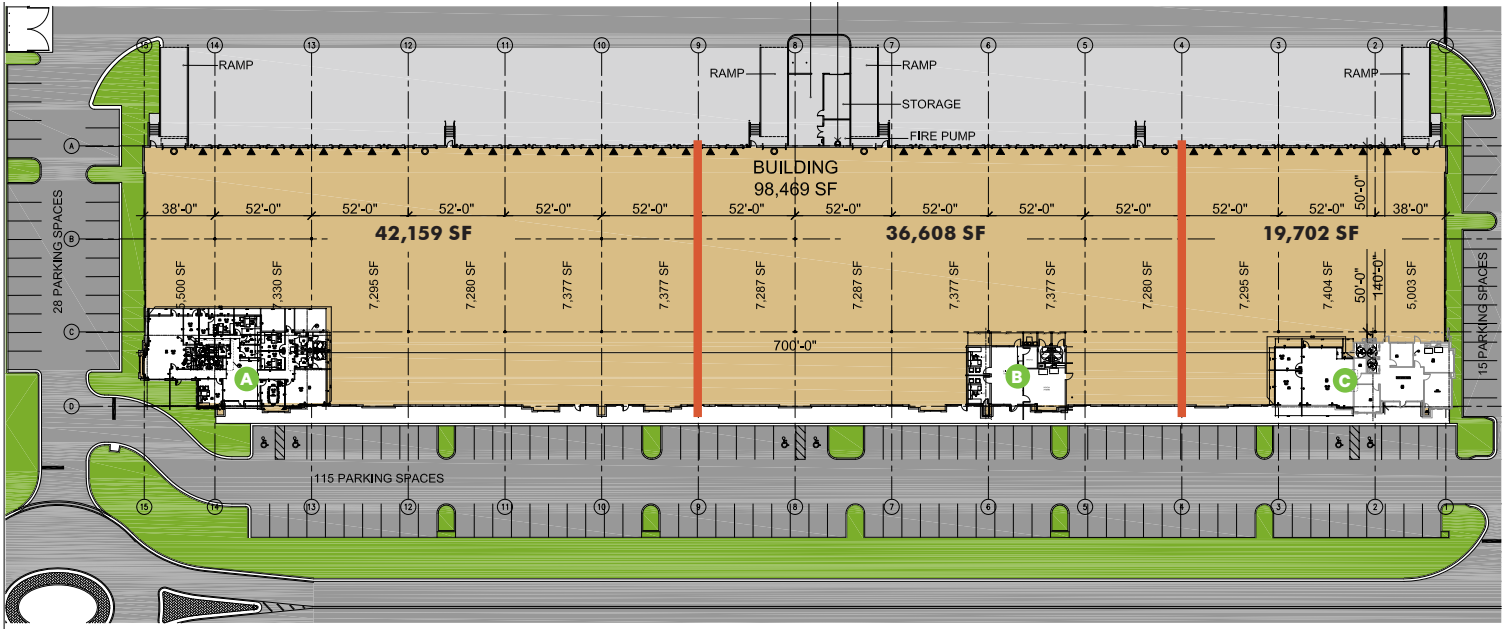 15 14 13 12 11 10 9 8 7 6 5 4 3 2 1
RAMP
RAMP
RAMP
RAMP
STORAGE
FIRE PUMP
A
BUILDING
98,469 SF
38'-0" 52'-0" 52'-0" 52'-0" 52'-0" 52'-0" 52'-0" 52'-0" 52'-0" 52'-0" 52'-0" 52'-0" 38'-0"
50'-0"
B
42,159 SF
36,608 SF
19,702 SF
28 PARKING SPACES
5,500 SF
7,330 SF
7,295 SF
7,280 SF
7,377 SF
7,377 SF
7,287 SF
7,287 SF
7,377 SF
7,377 SF
7,280 SF
7,295 SF
7,404 SF
50'-0"
140'-0"
5,003 SF
15 PARKING SPACES
C
700'-0"
A
B
C
D
115 PARKING SPACES
15 14 13 12 11 10 9 8 7 6 5 4 3 2 1